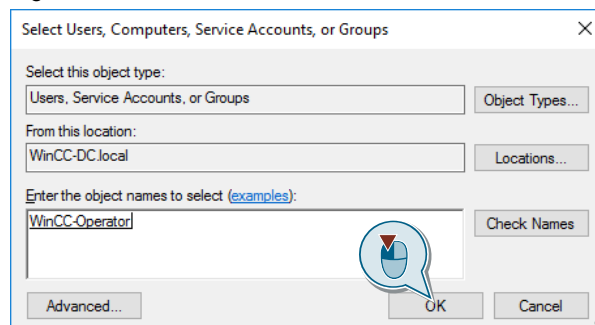 Select Users, Computers, Service Accounts, or Groups
Select this object type:
Users, Service Accounts, or Groups
Object Types...
From this location:
WinCC-DC.local
Locations...
Enter the object names to select (examples):
WinCC-Operator
Check Names
Advanced...
OK
Cancel